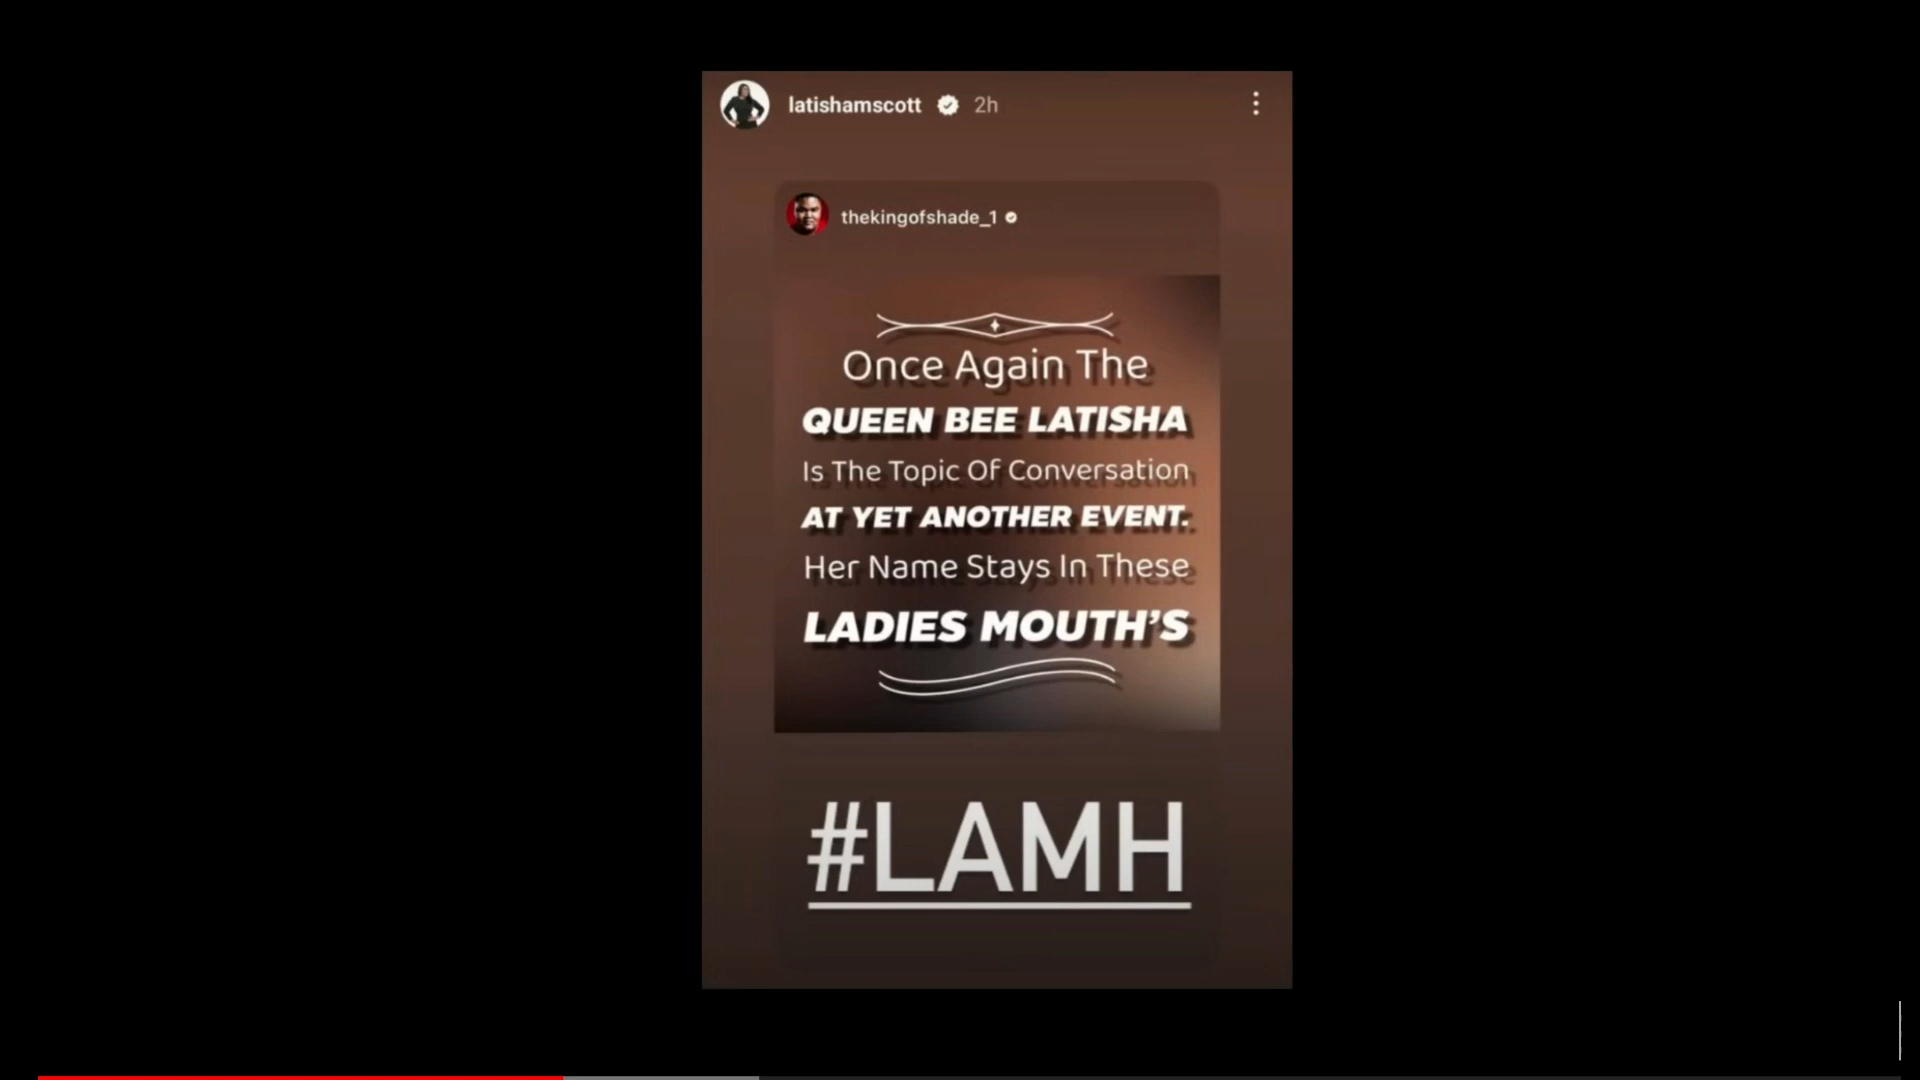 latishamscott 2h
thekingofshade_1
Once Again The
QUEEN BEE LATISHA
Is The Topic Of Conversation
AT YET ANOTHER EVENT.
Her Name Stays In These
LADIES MOUTH’S
#LAMH